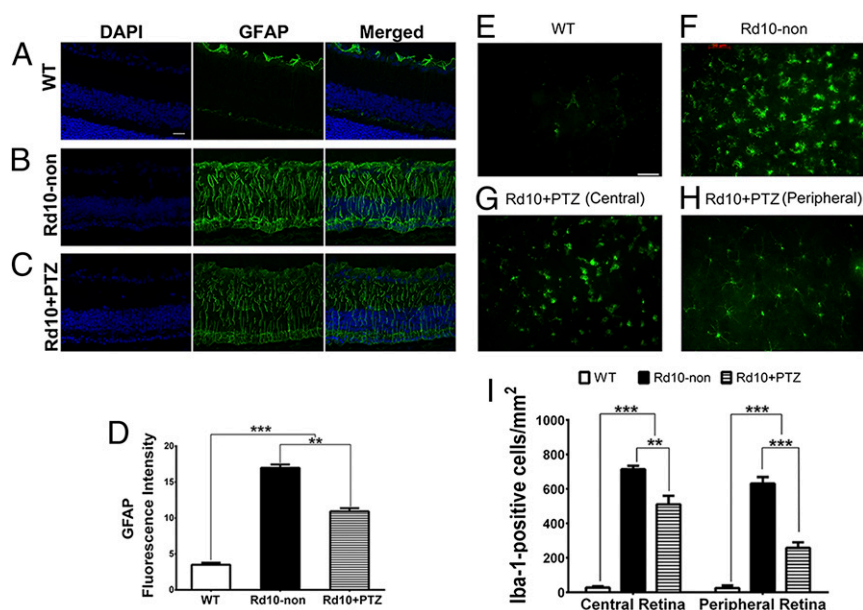 DAPI GFAP Merged
A WT
B Rd10-non
C Rd10+PTZ
D
GFAP
Fluorescence Intensity
20
15
10
5
0
WT Rd10-non Rd10+PTZ
***
**
E WT
F Rd10-non
G Rd10+PTZ (Central)
H Rd10+PTZ (Peripheral)
I
WT Rd10-non Rd10+PTZ
Iba-1-positive cells/mm²
1000
800
600
400
200
0
*** ***
** ***
Central Retina Peripheral Retina